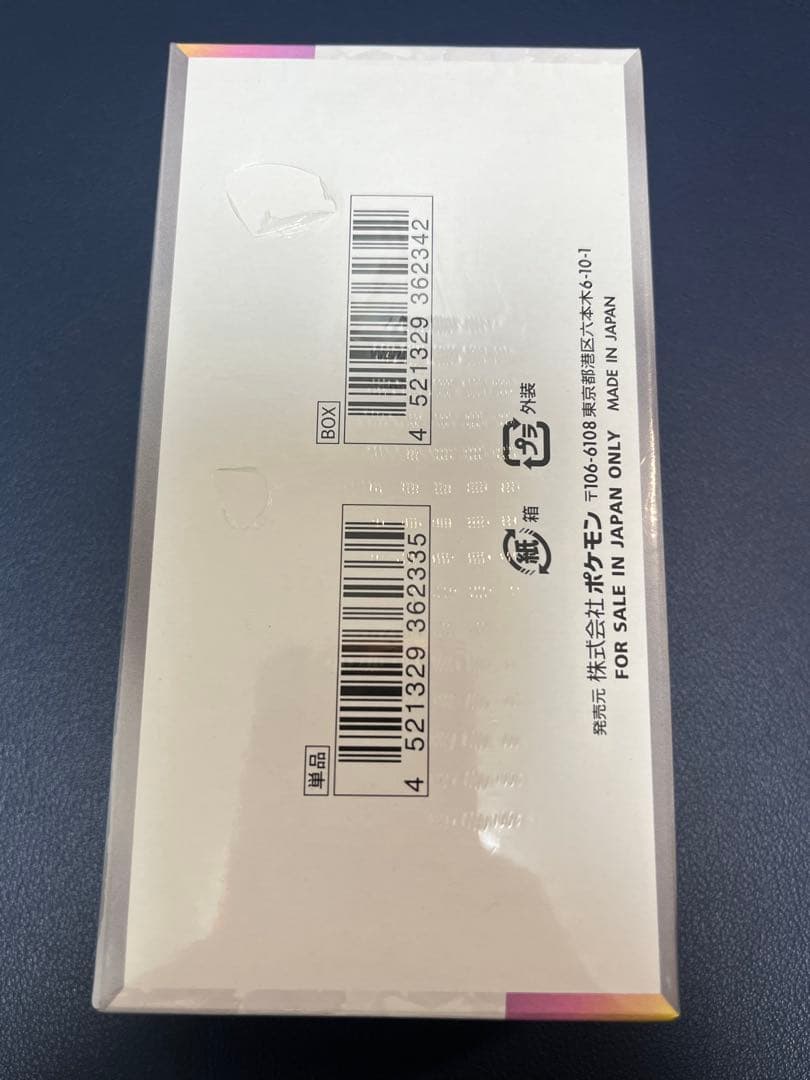 単品
4 521329 362335
BOX
4 521329 362342
紙 箱
プラ 外装
発売元 株式会社ポケモン 〒106-6108 東京都港区六本木6-10-1
FOR SALE IN JAPAN ONLY MADE IN JAPAN